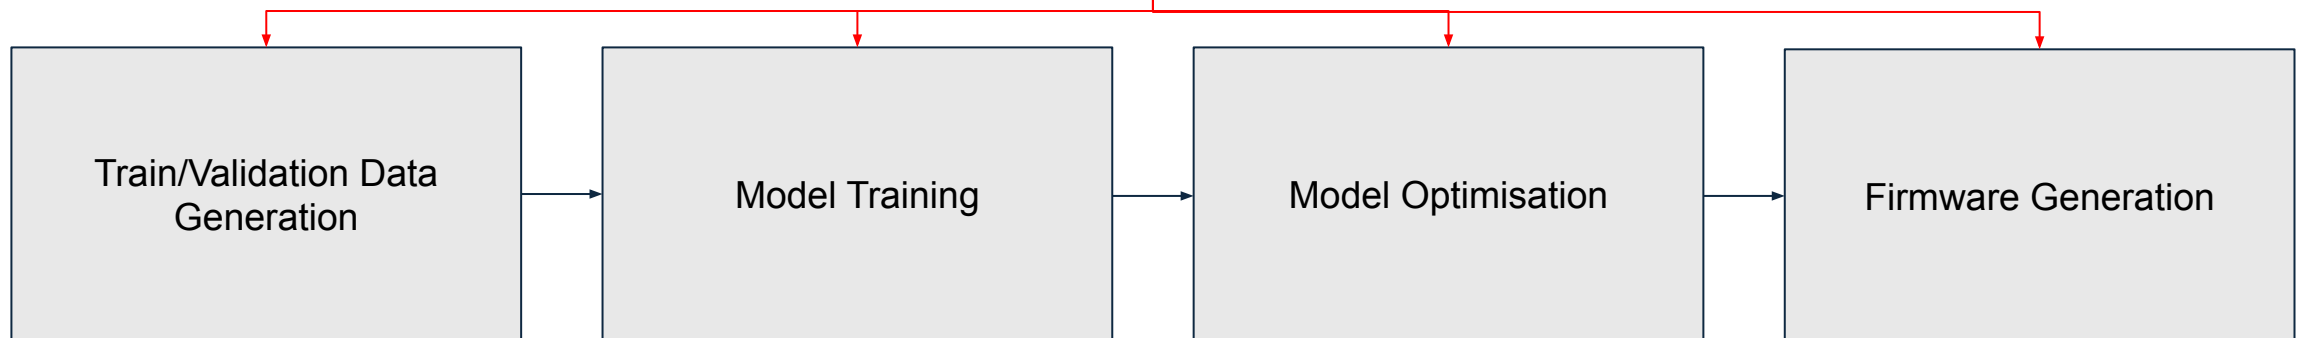 Train/Validation Data
Generation
Model Training
Model Optimisation
Firmware Generation